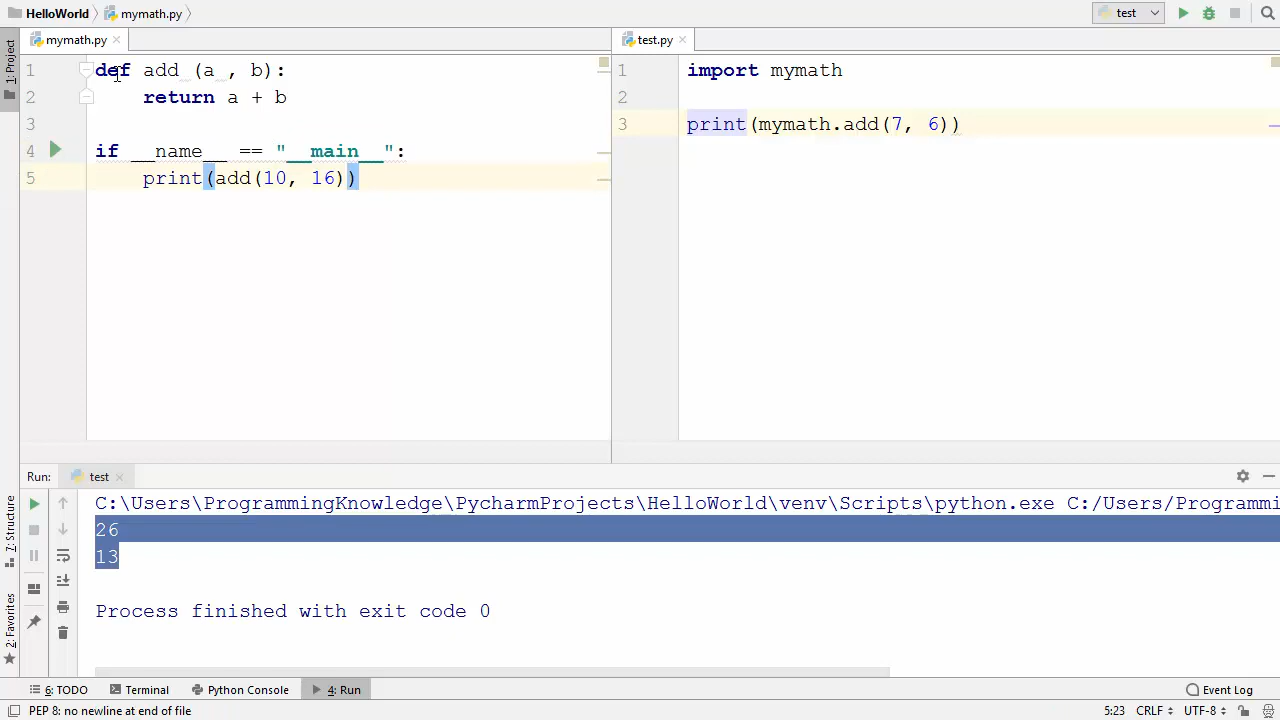 HelloWorld mymath.py test
mymath.py test.py
1: Project
1 def add (a , b):
2 return a + b
3
4 if __name__ == "__main__":
5 print(add(10, 16))
1 import mymath
2
3 print(mymath.add(7, 6))
Run: test
C:\Users\ProgrammingKnowledge\PycharmProjects\HelloWorld\venv\Scripts\python.exe C:/Users/Programmi
26
13
Process finished with exit code 0
7: Structure
2: Favorites
6: TODO Terminal Python Console 4: Run Event Log
PEP 8: no newline at end of file 5:23 CRLF UTF-8